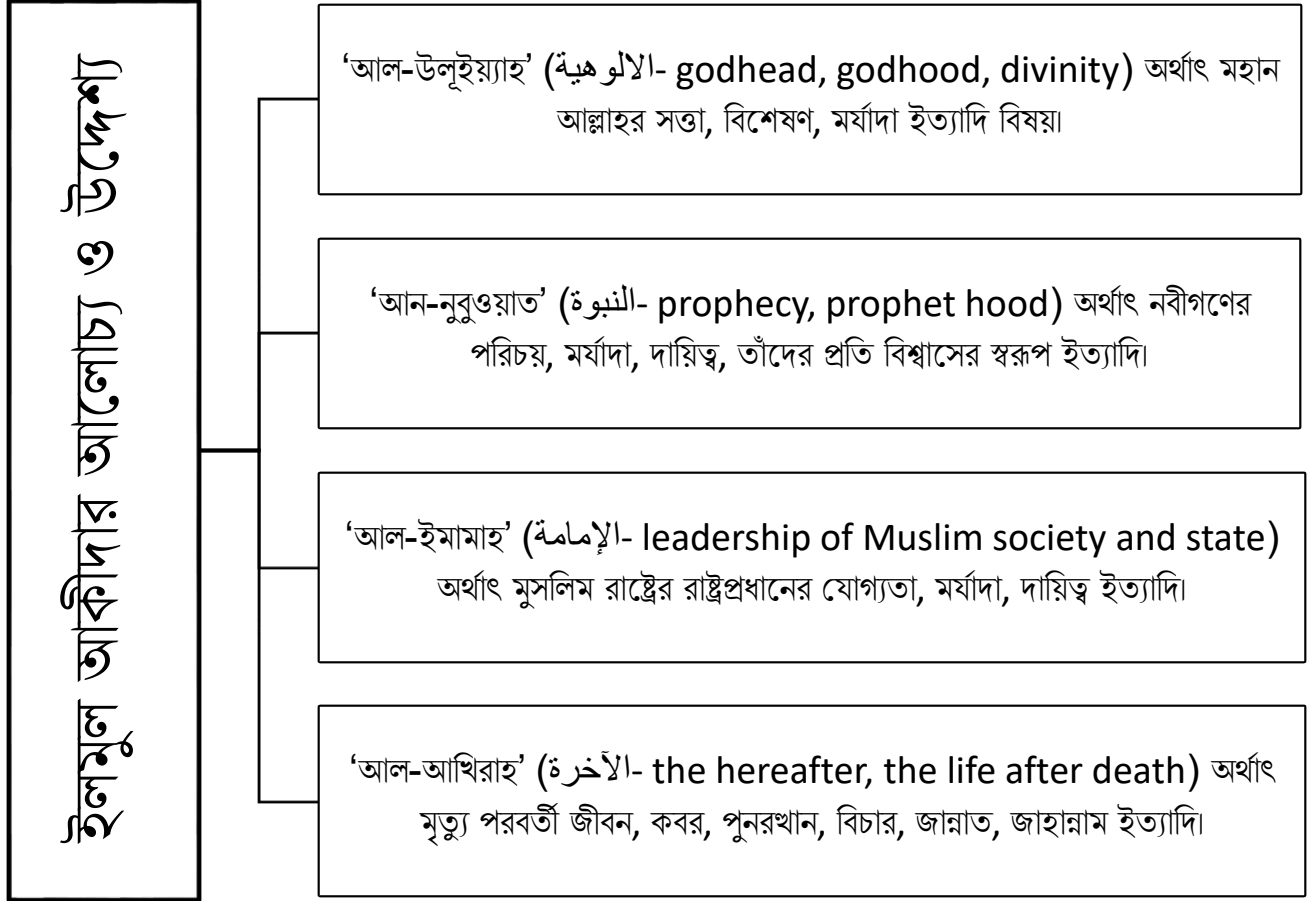 ইলমুল আকীদার আলোচ্য ও উদ্দেশ্য
‘আল-উলূইয়্যাহ’ (الالوهية- godhead, godhood, divinity) অর্থাৎ মহান
আল্লাহর সত্তা, বিশেষণ, মর্যাদা ইত্যাদি বিষয়।
‘আন-নুবুওয়াত’ (النبوة- prophecy, prophet hood) অর্থাৎ নবীগণের
পরিচয়, মর্যাদা, দায়িত্ব, তাঁদের প্রতি বিশ্বাসের স্বরূপ ইত্যাদি।
‘আল-ইমামাহ’ (الإمامة- leadership of Muslim society and state)
অর্থাৎ মুসলিম রাষ্ট্রের রাষ্ট্রপ্রধানের যোগ্যতা, মর্যাদা, দায়িত্ব ইত্যাদি।
‘আল-আখিরাহ’ (الآخرة- the hereafter, the life after death) অর্থাৎ
মৃত্যু পরবর্তী জীবন, কবর, পুনরত্থান, বিচার, জান্নাত, জাহান্নাম ইত্যাদি।